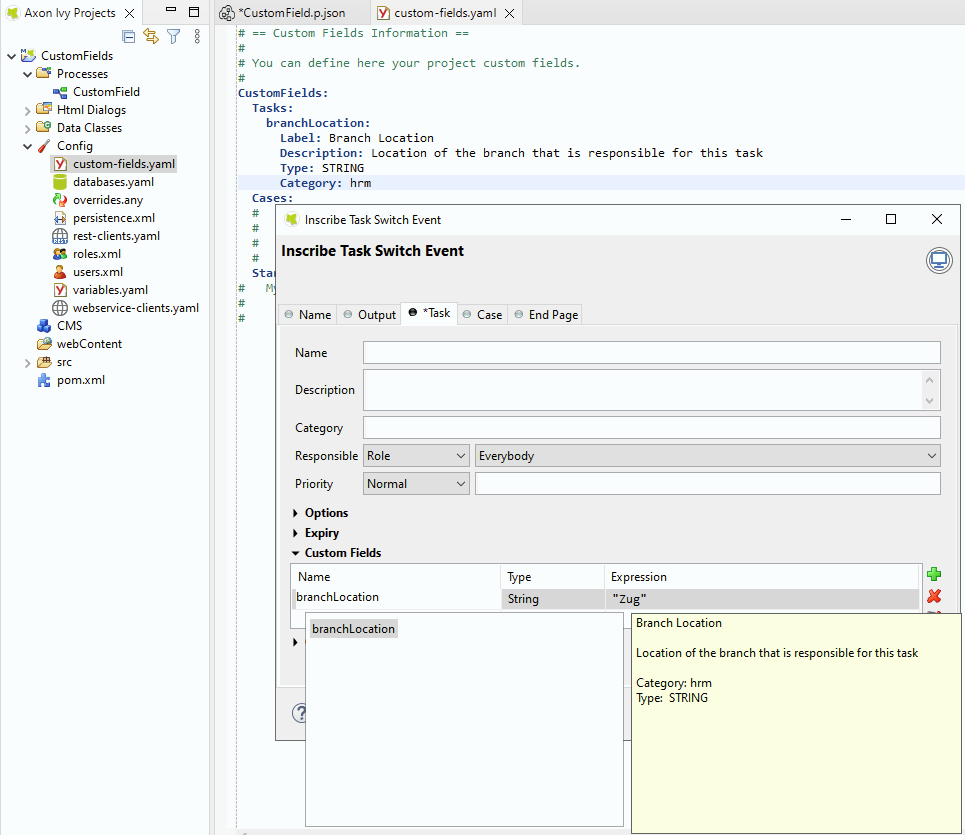 Axon Ivy Projects
CustomFields
Processes
CustomField
Html Dialogs
Data Classes
Config
custom-fields.yaml
databases.yaml
overrides.any
persistence.xml
rest-clients.yaml
roles.xml
users.xml
variables.yaml
webservice-clients.yaml
CMS
webContent
src
pom.xml
*CustomField.p.json
custom-fields.yaml
# == Custom Fields Information ==
#
# You can define here your project custom fields.
#
CustomFields:
Tasks:
branchLocation:
Label: Branch Location
Description: Location of the branch that is responsible for this task
Type: STRING
Category: hrm
Cases:
#
#
#
#
Star
# My
#
#
Inscribe Task Switch Event
Inscribe Task Switch Event
Name
Output
*Task
Case
End Page
Name
Description
Category
Responsible Role Everybody
Priority Normal
Options
Expiry
Custom Fields
Name Type Expression
branchLocation String "Zug"
branchLocation
Branch Location
Location of the branch that is responsible for this task
Category: hrm
Type: STRING
?